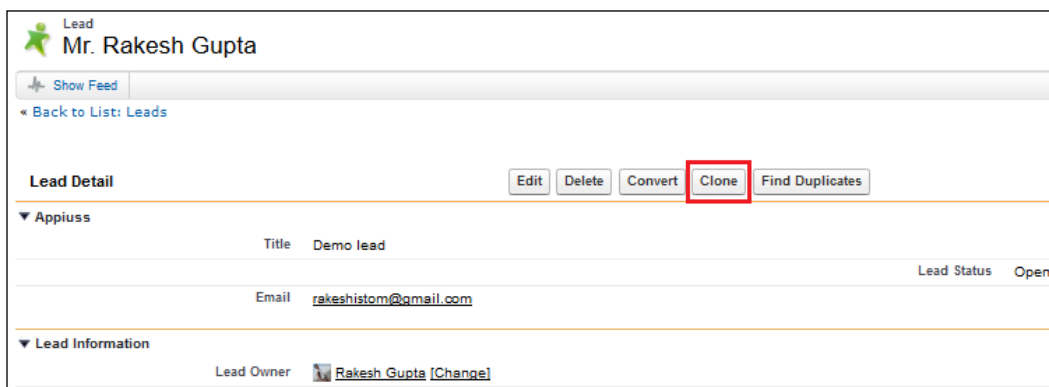 Lead
Mr. Rakesh Gupta
Show Feed
« Back to List: Leads
Lead Detail Edit Delete Convert Clone Find Duplicates
▼ Appiuss
Title Demo lead
Lead Status Open
Email rakeshistom@gmail.com
▼ Lead Information
Lead Owner Rakesh Gupta [Change]